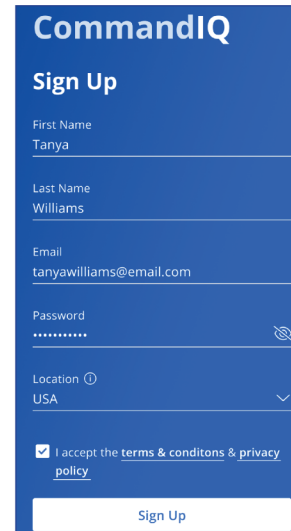 CommandIQ
Sign Up
First Name
Tanya
Last Name
Williams
Email
tanyawilliams@email.com
Password
•••••••••••
Location ⓘ
USA
I accept the terms & conditons & privacy
policy
Sign Up